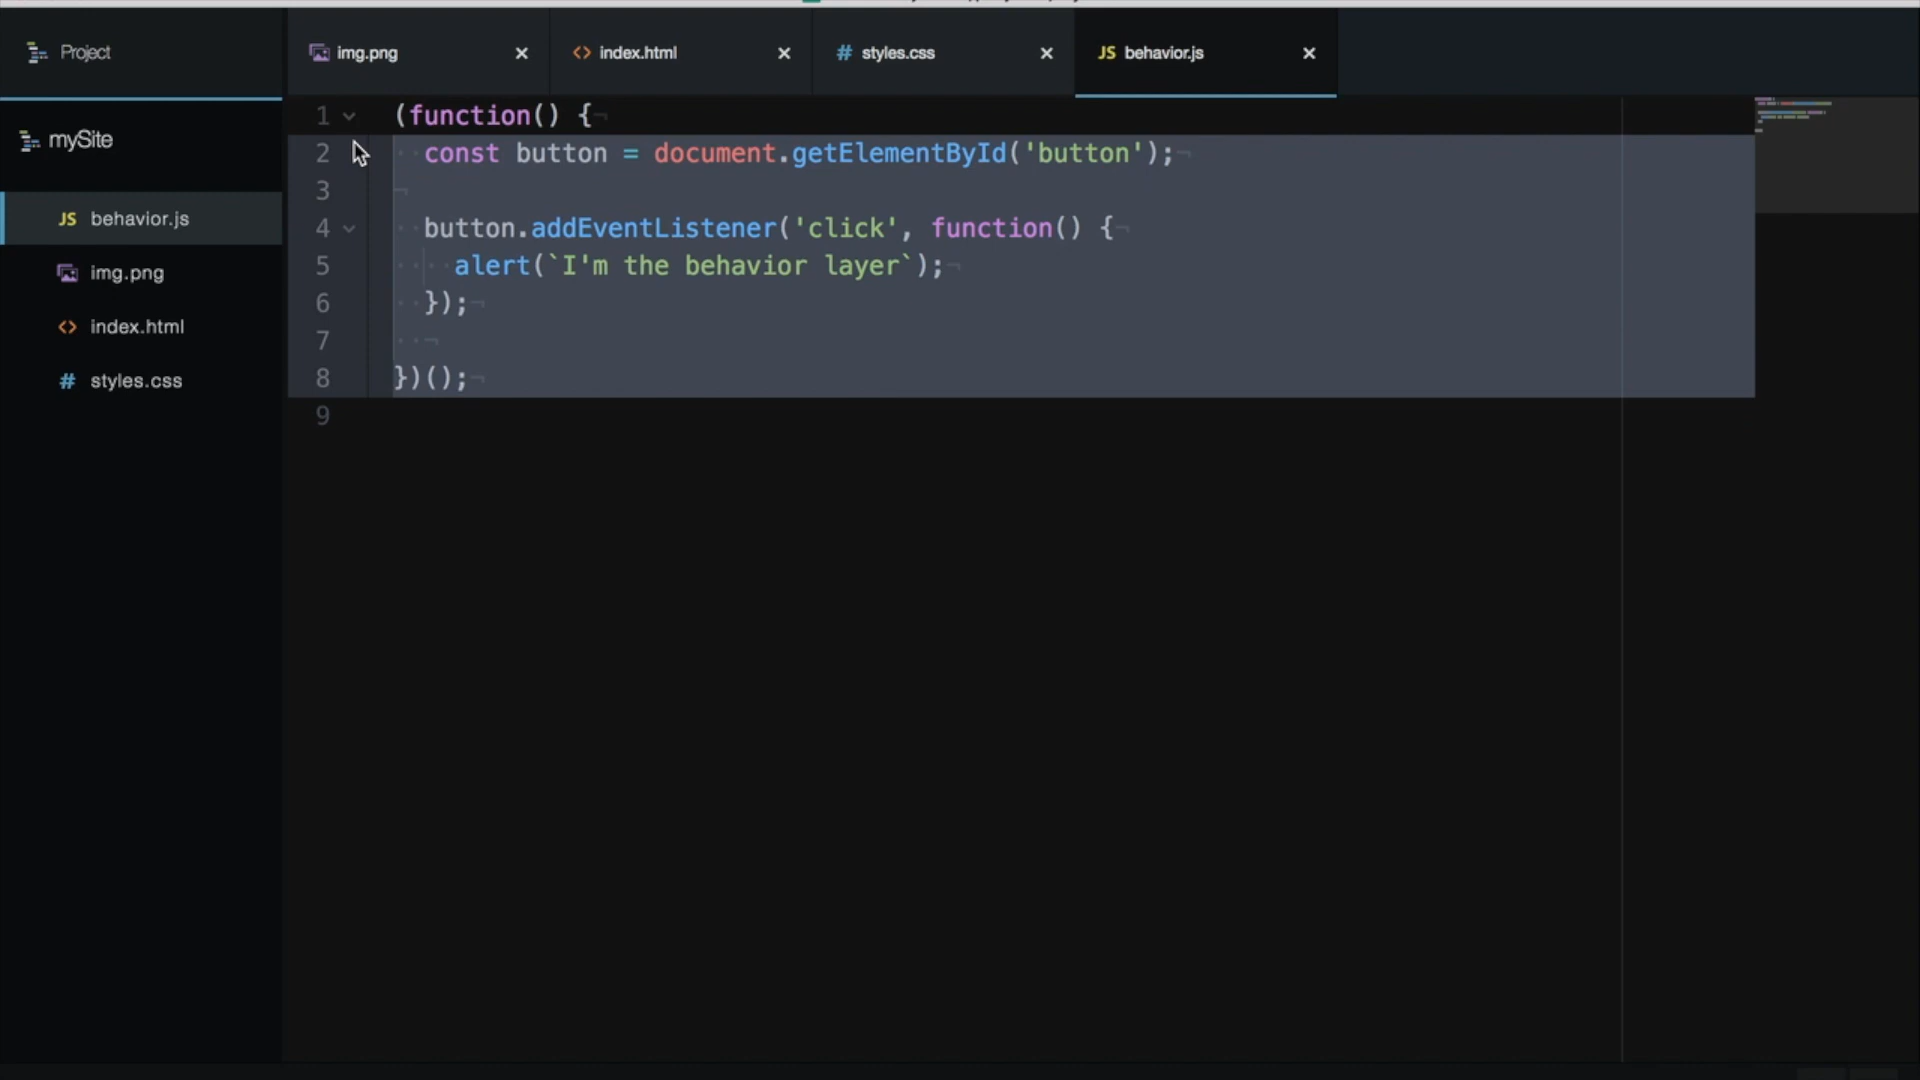 Project
img.png
<> index.html
# styles.css
JS behavior.js
mySite
JS behavior.js
img.png
<> index.html
# styles.css
1 (function() {
2 const button = document.getElementById('button');
3
4 button.addEventListener('click', function() {
5 alert(`I'm the behavior layer`);
6 });
7
8 })();
9